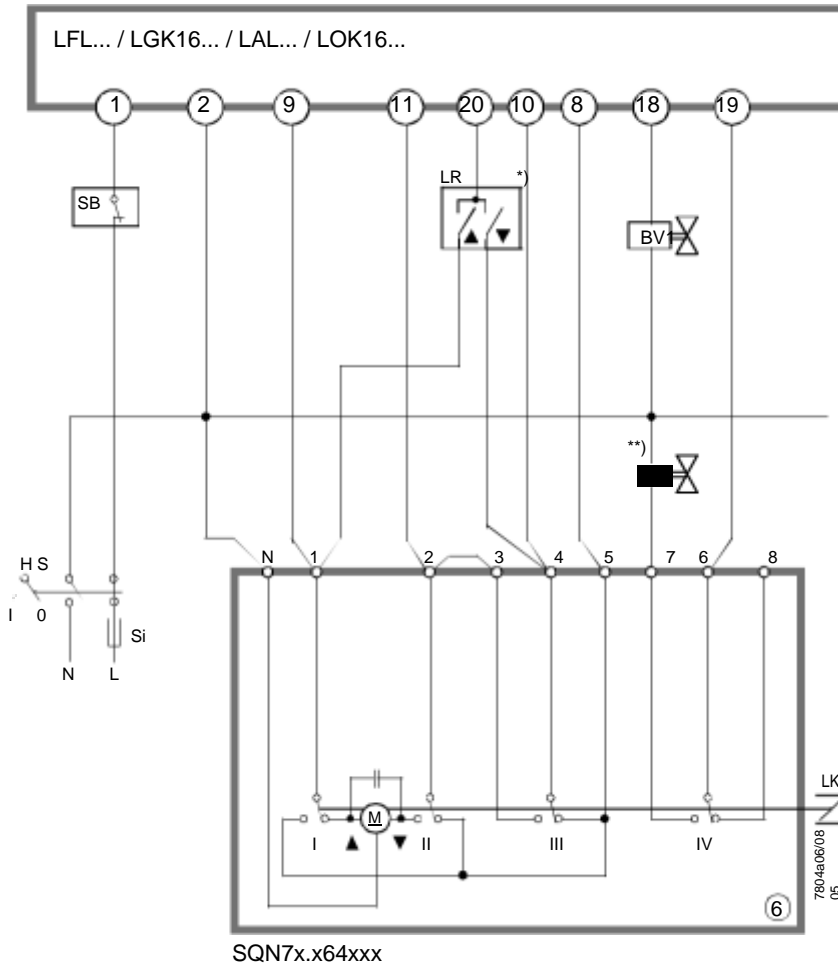 LFL... / LGK16... / LAL... / LOK16...
1 2 9 11 20 10 8 18 19
SB
LR
*)
BV1
**)
N 1 2 3 4 5 7 6 8
H S
I 0
Si
N L
M
I II III IV
LK
6
7804a06/08
05
SQN7x.x64xxx